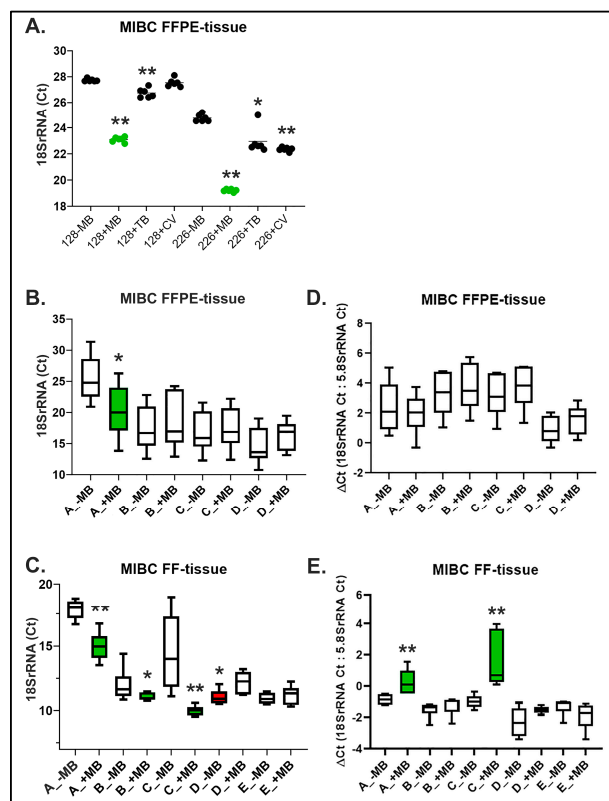 A.
MIBC FFPE-tissue
18SrRNA (Ct)
28
26
24
22
20
18
**
**
*
**
**
128-MB
128+MB
128+TB
128+CV
226-MB
226+MB
226+TB
226+CV
B.
MIBC FFPE-tissue
18SrRNA (Ct)
35
30
25
20
15
10
*
A_-MB
A_+MB
B_-MB
B_+MB
C_-MB
C_+MB
D_-MB
D_+MB
D.
MIBC FFPE-tissue
ΔCt (18SrRNA Ct : 5.8SrRNA Ct)
6
4
2
0
-2
A_-MB
A_+MB
B_-MB
B_+MB
C_-MB
C_+MB
D_-MB
D_+MB
C.
MIBC FF-tissue
18SrRNA (Ct)
20
15
10
**
*
**
*
A_-MB
A_+MB
B_-MB
B_+MB
C_-MB
C_+MB
D_-MB
D_+MB
E_-MB
E_+MB
E.
MIBC FF-tissue
ΔCt (18SrRNA Ct : 5.8SrRNA Ct)
6
4
2
0
-2
-4
**
**
A_-MB
A_+MB
B_-MB
B_+MB
C_-MB
C_+MB
D_-MB
D_+MB
E_-MB
E_+MB